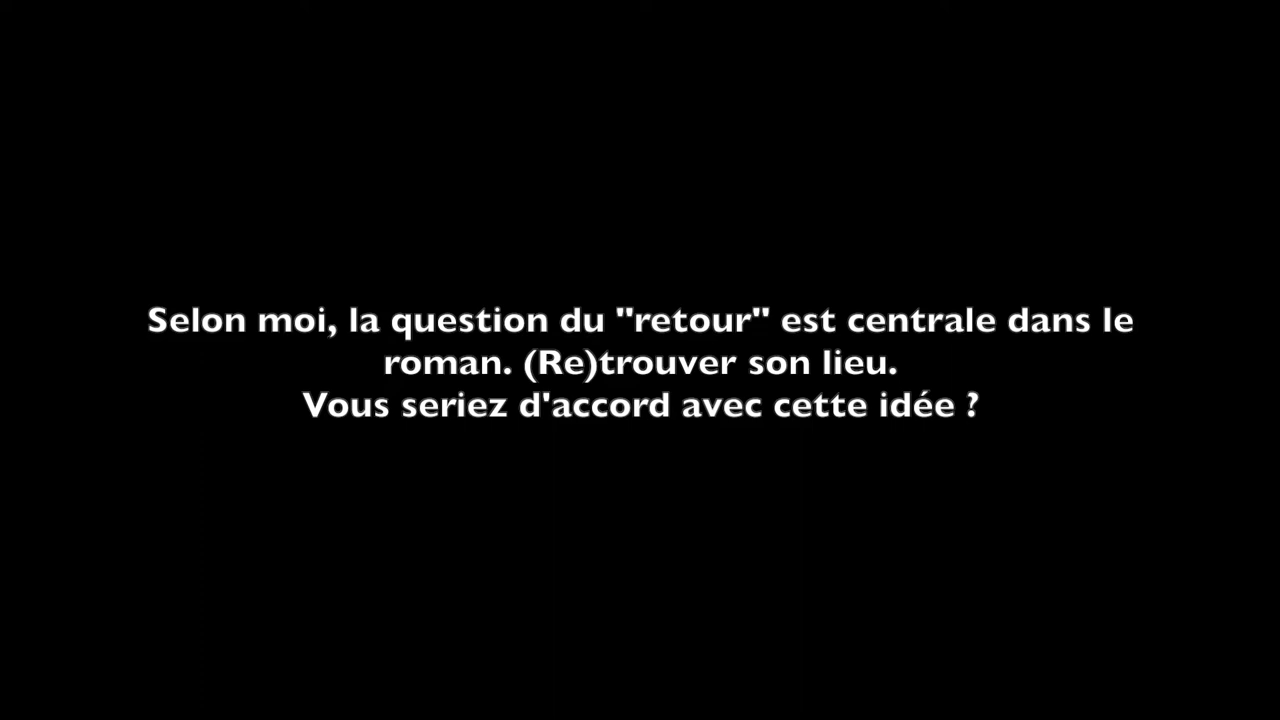 Selon moi, la question du "retour" est centrale dans le
roman. (Re)trouver son lieu.
Vous seriez d'accord avec cette idée ?